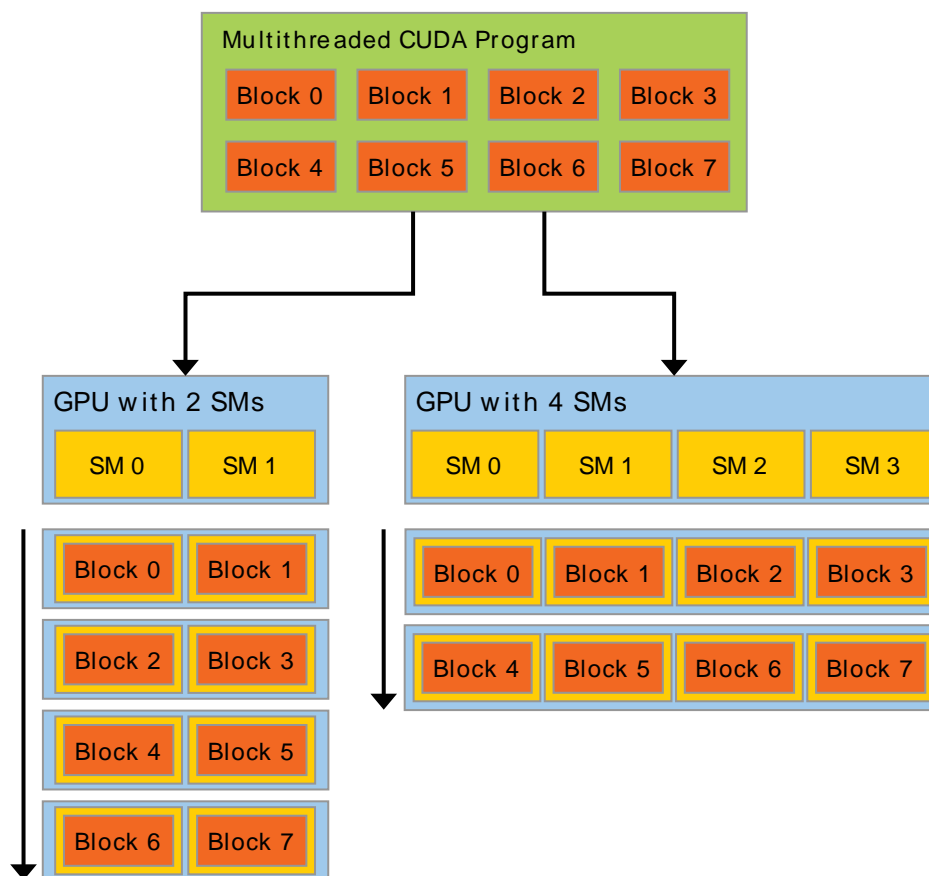 Multithreaded CUDA Program
Block 0 Block 1 Block 2 Block 3
Block 4 Block 5 Block 6 Block 7
GPU with 2 SMs
SM 0 SM 1
Block 0 Block 1
Block 2 Block 3
Block 4 Block 5
Block 6 Block 7
GPU with 4 SMs
SM 0 SM 1 SM 2 SM 3
Block 0 Block 1 Block 2 Block 3
Block 4 Block 5 Block 6 Block 7